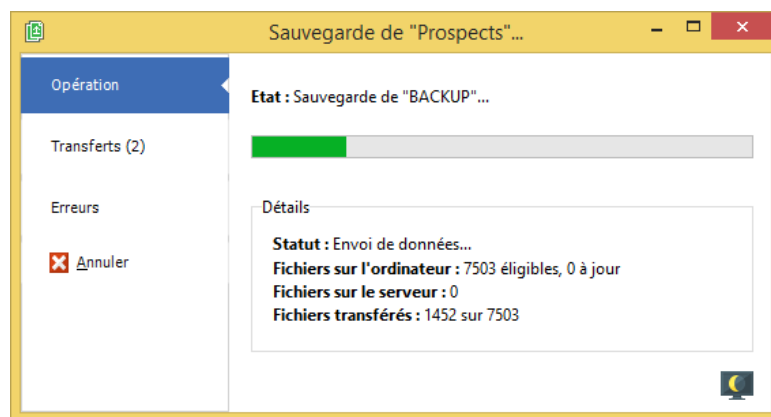 Sauvegarde de "Prospects"...
Opération
Etat : Sauvegarde de "BACKUP"...
Transferts (2)
Erreurs
Annuler
Détails
Statut : Envoi de données...
Fichiers sur l'ordinateur : 7503 éligibles, 0 à jour
Fichiers sur le serveur : 0
Fichiers transférés : 1452 sur 7503